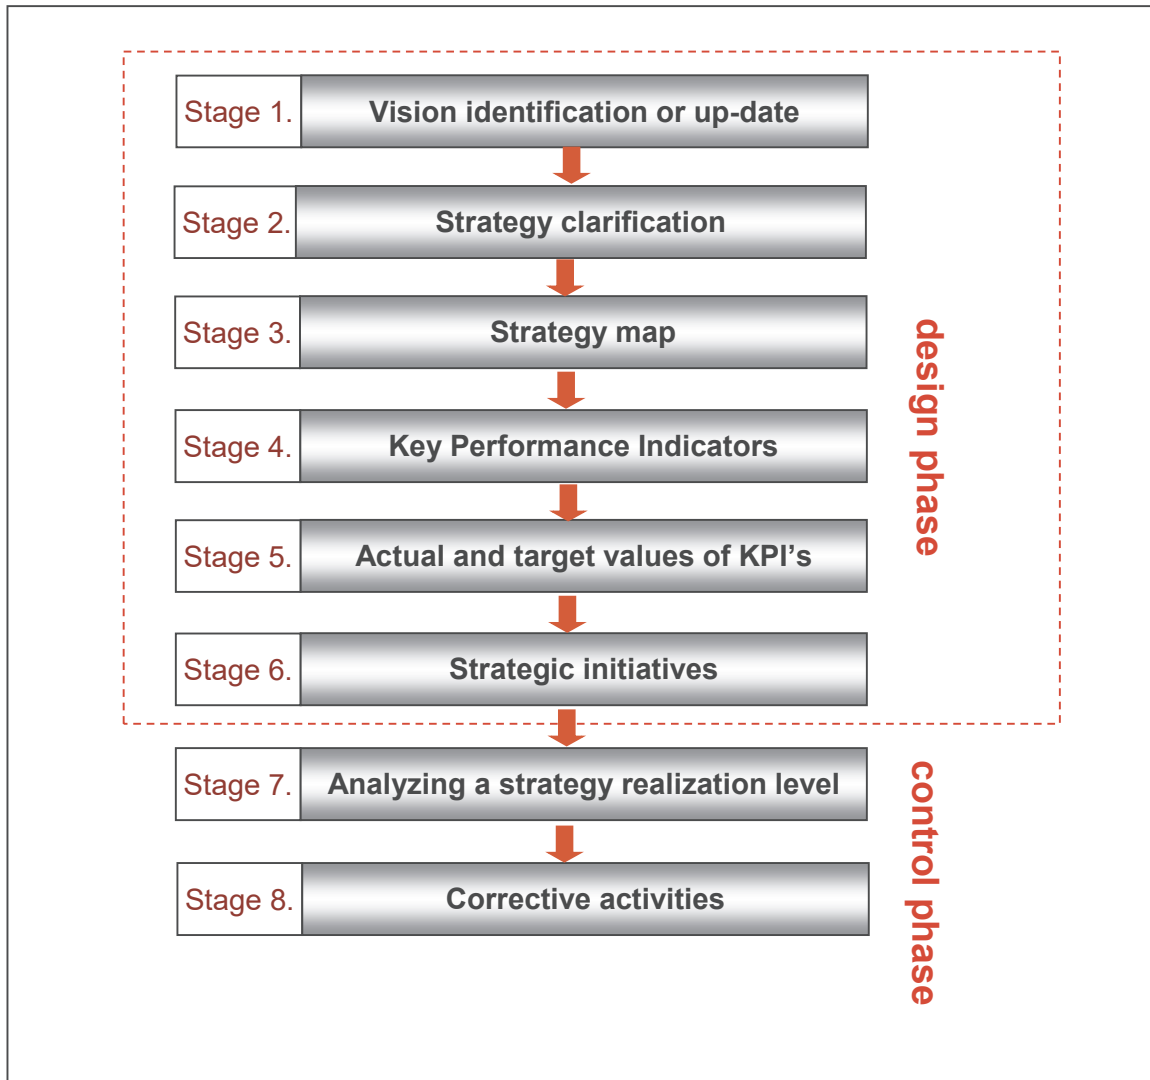 Stage 1. Vision identification or up-date
Stage 2. Strategy clarification
Stage 3. Strategy map
Stage 4. Key Performance Indicators
Stage 5. Actual and target values of KPI’s
Stage 6. Strategic initiatives
design phase
Stage 7. Analyzing a strategy realization level
Stage 8. Corrective activities
control phase